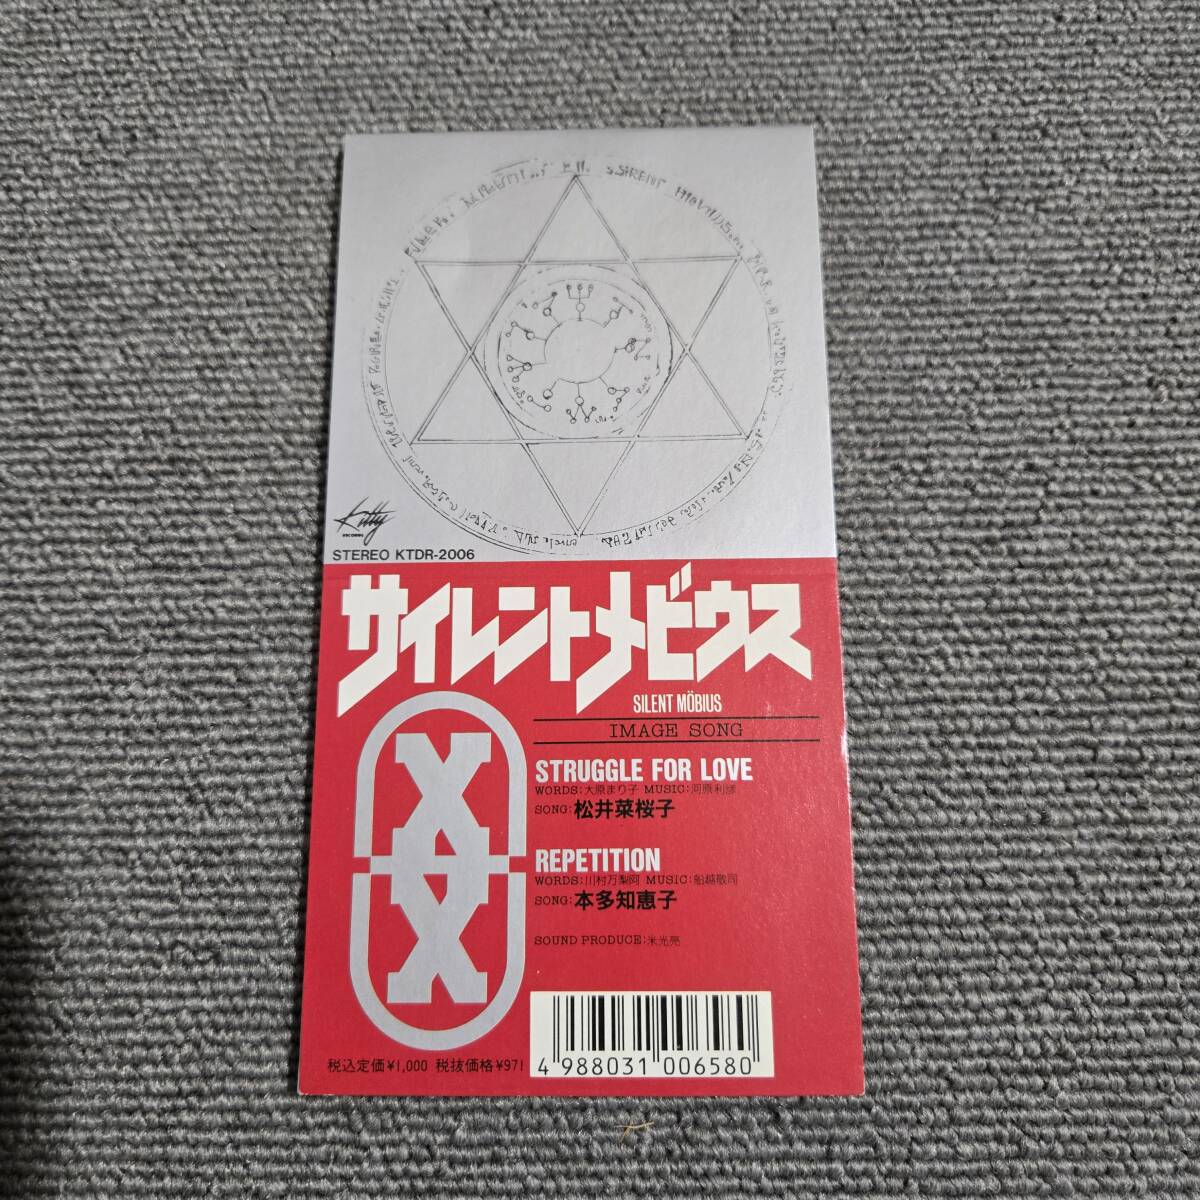 Kitty
RECORDS
STEREO KTDR-2006
サイレントメビウス
SILENT MÖBIUS
IMAGE SONG
STRUGGLE FOR LOVE
WORDS:大原まり子 MUSIC:河原利彦
SONG:松井菜桜子
REPETITION
WORDS:川村万梨阿 MUSIC:船越敬司
SONG:本多知恵子
SOUND PRODUCE:米光亮
税込定価¥1,000 税抜価格¥971
4 988031 006580